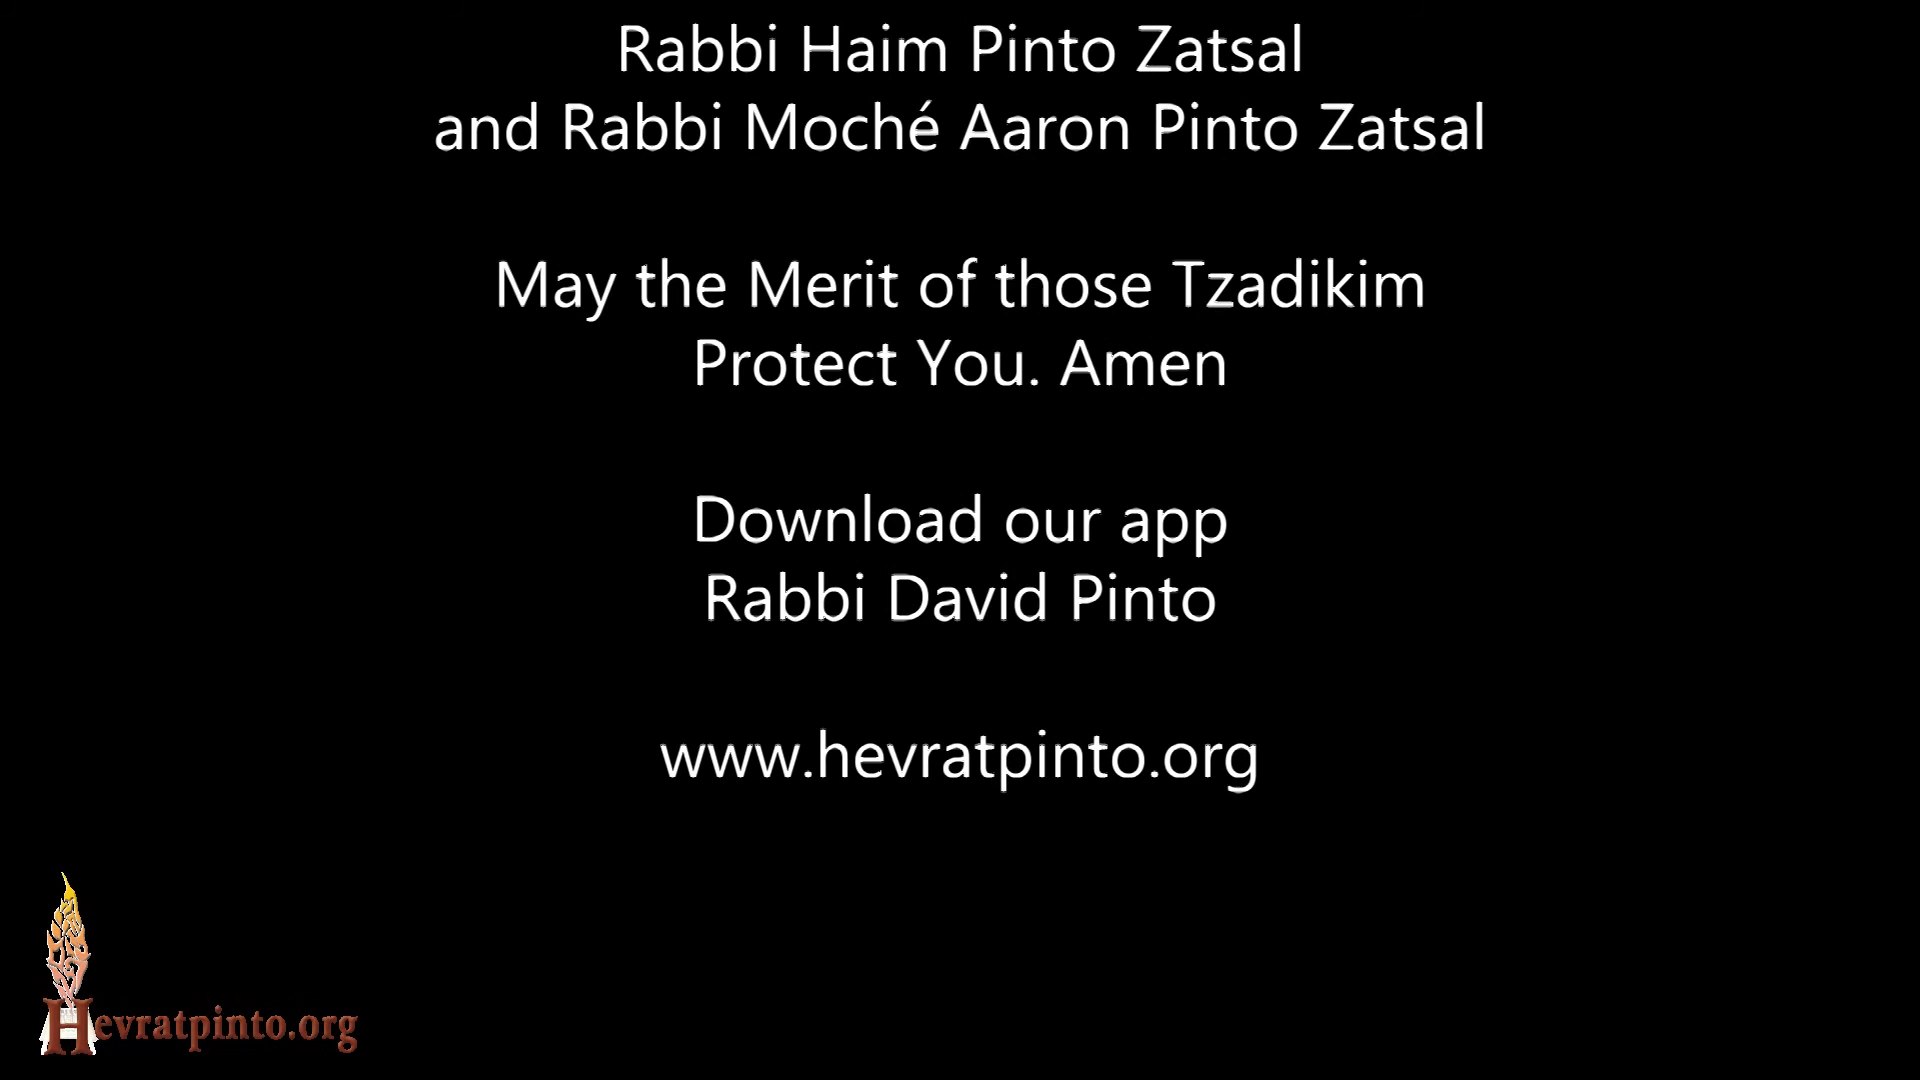 Rabbi Haim Pinto Zatsal
and Rabbi Moché Aaron Pinto Zatsal
May the Merit of those Tzadikim
Protect You. Amen
Download our app
Rabbi David Pinto
www.hevratpinto.org
Hevratpinto.org